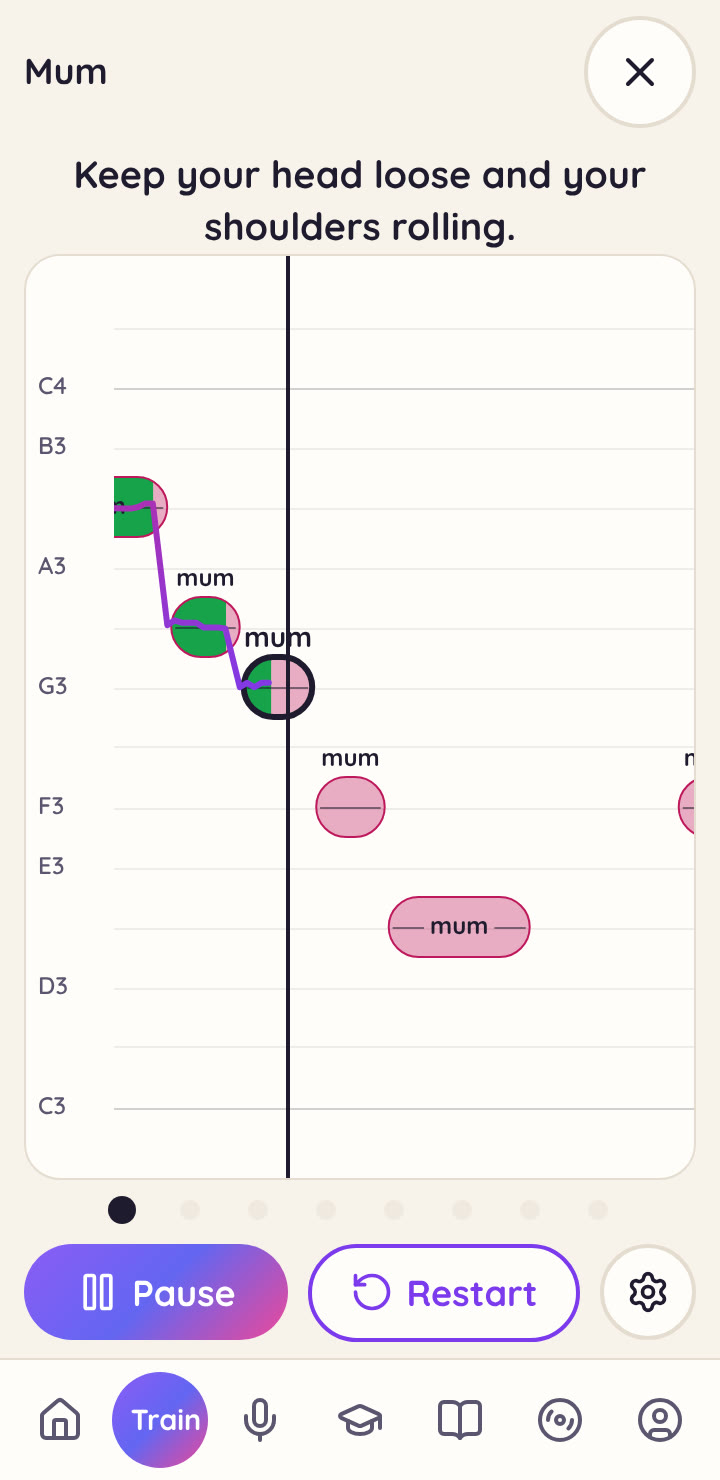 Mum
Keep your head loose and your
shoulders rolling.
C4
B3
A3
mum
mum
G3
mum
F3
E3
mum
D3
C3
Pause
Restart
Train